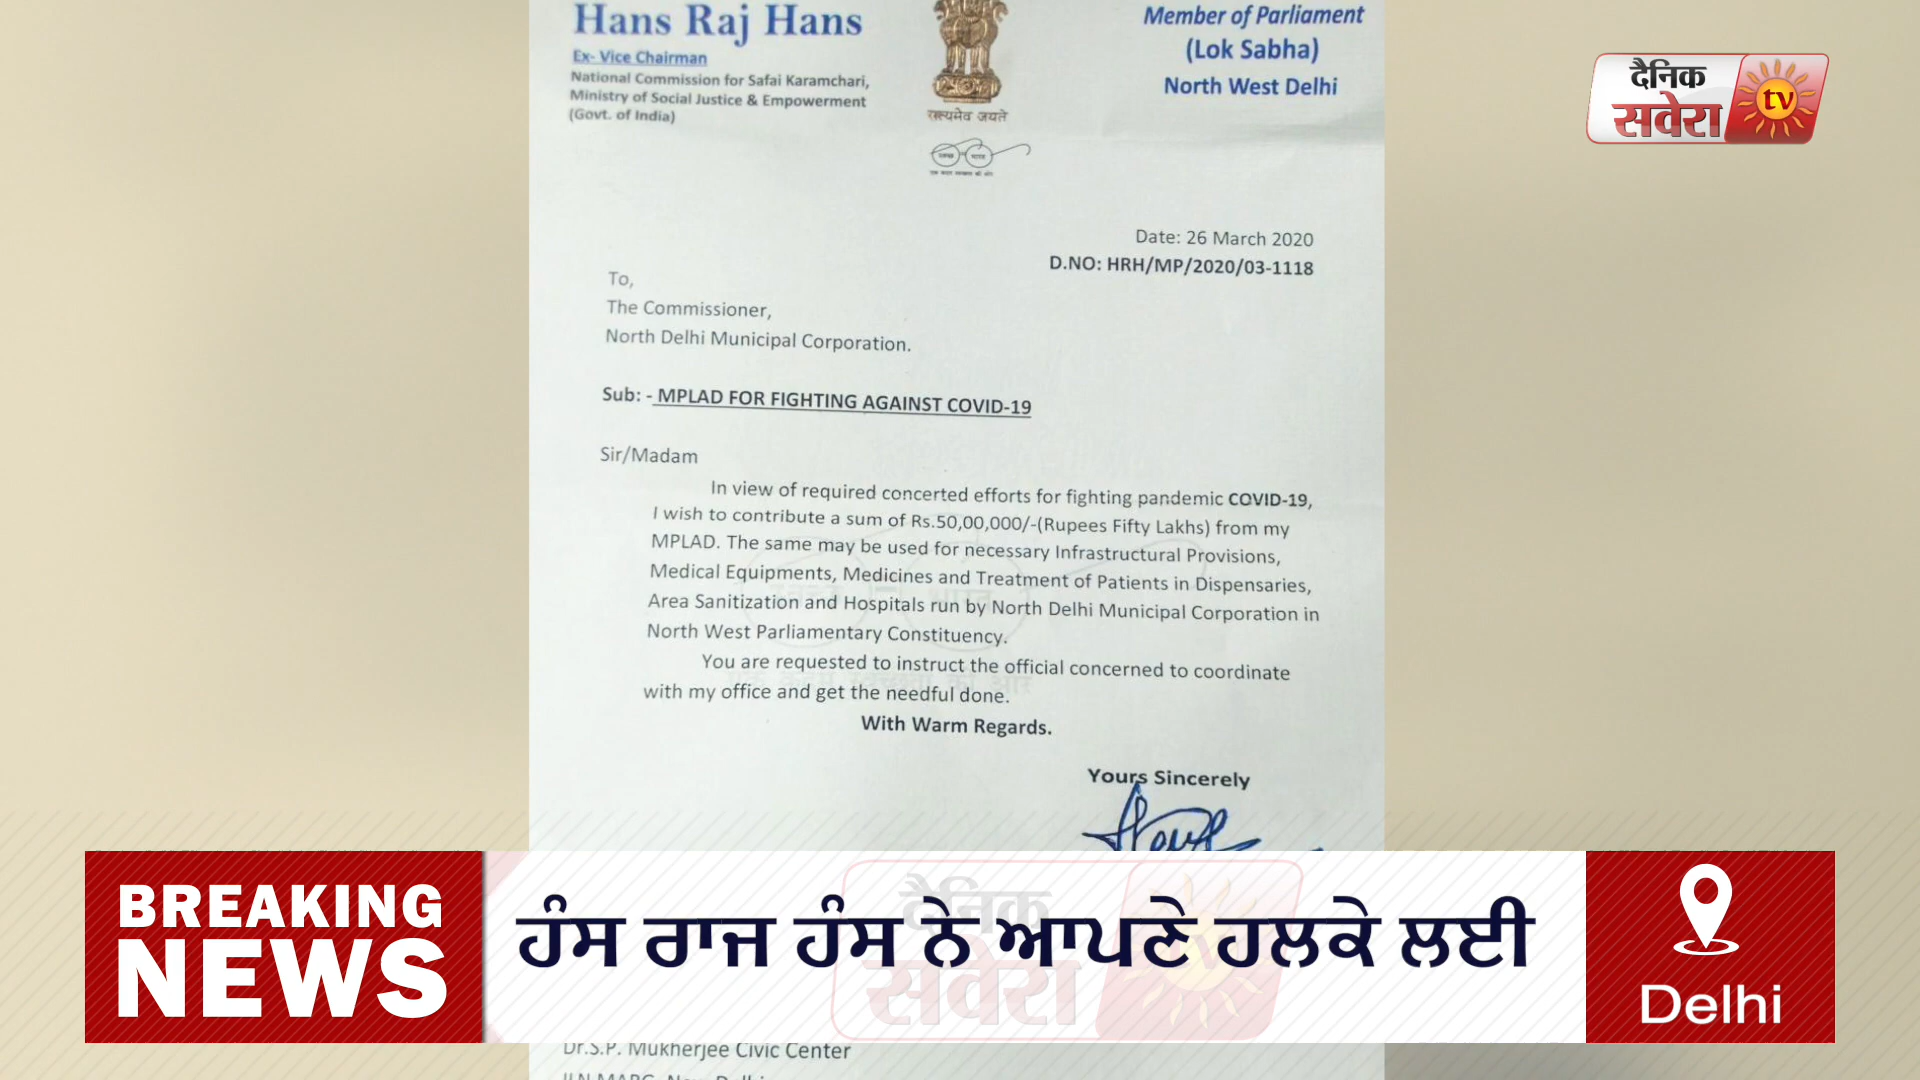 Hans Raj Hans
Ex- Vice Chairman
National Commission for Safai Karamchari,
Ministry of Social Justice & Empowerment
(Govt. of India)
सत्यमेव जयते
Member of Parliament
(Lok Sabha)
North West Delhi
दैनिक
सवेरा tv
Date: 26 March 2020
D.NO: HRH/MP/2020/03-1118
To,
The Commissioner,
North Delhi Municipal Corporation.
Sub: - MPLAD FOR FIGHTING AGAINST COVID-19
Sir/Madam
In view of required concerted efforts for fighting pandemic COVID-19,
I wish to contribute a sum of Rs.50,00,000/-(Rupees Fifty Lakhs) from my
MPLAD. The same may be used for necessary Infrastructural Provisions,
Medical Equipments, Medicines and Treatment of Patients in Dispensaries,
Area Sanitization and Hospitals run by North Delhi Municipal Corporation in
North West Parliamentary Constituency.
You are requested to instruct the official concerned to coordinate
with my office and get the needful done.
With Warm Regards.
Yours Sincerely
BREAKING
NEWS
ਹੰਸ ਰਾਜ ਹੰਸ ਨੇ ਆਪਣੇ ਹਲਕੇ ਲਈ
Delhi
दैनिक
सवेरा
Dr.S.P. Mukherjee Civic Center